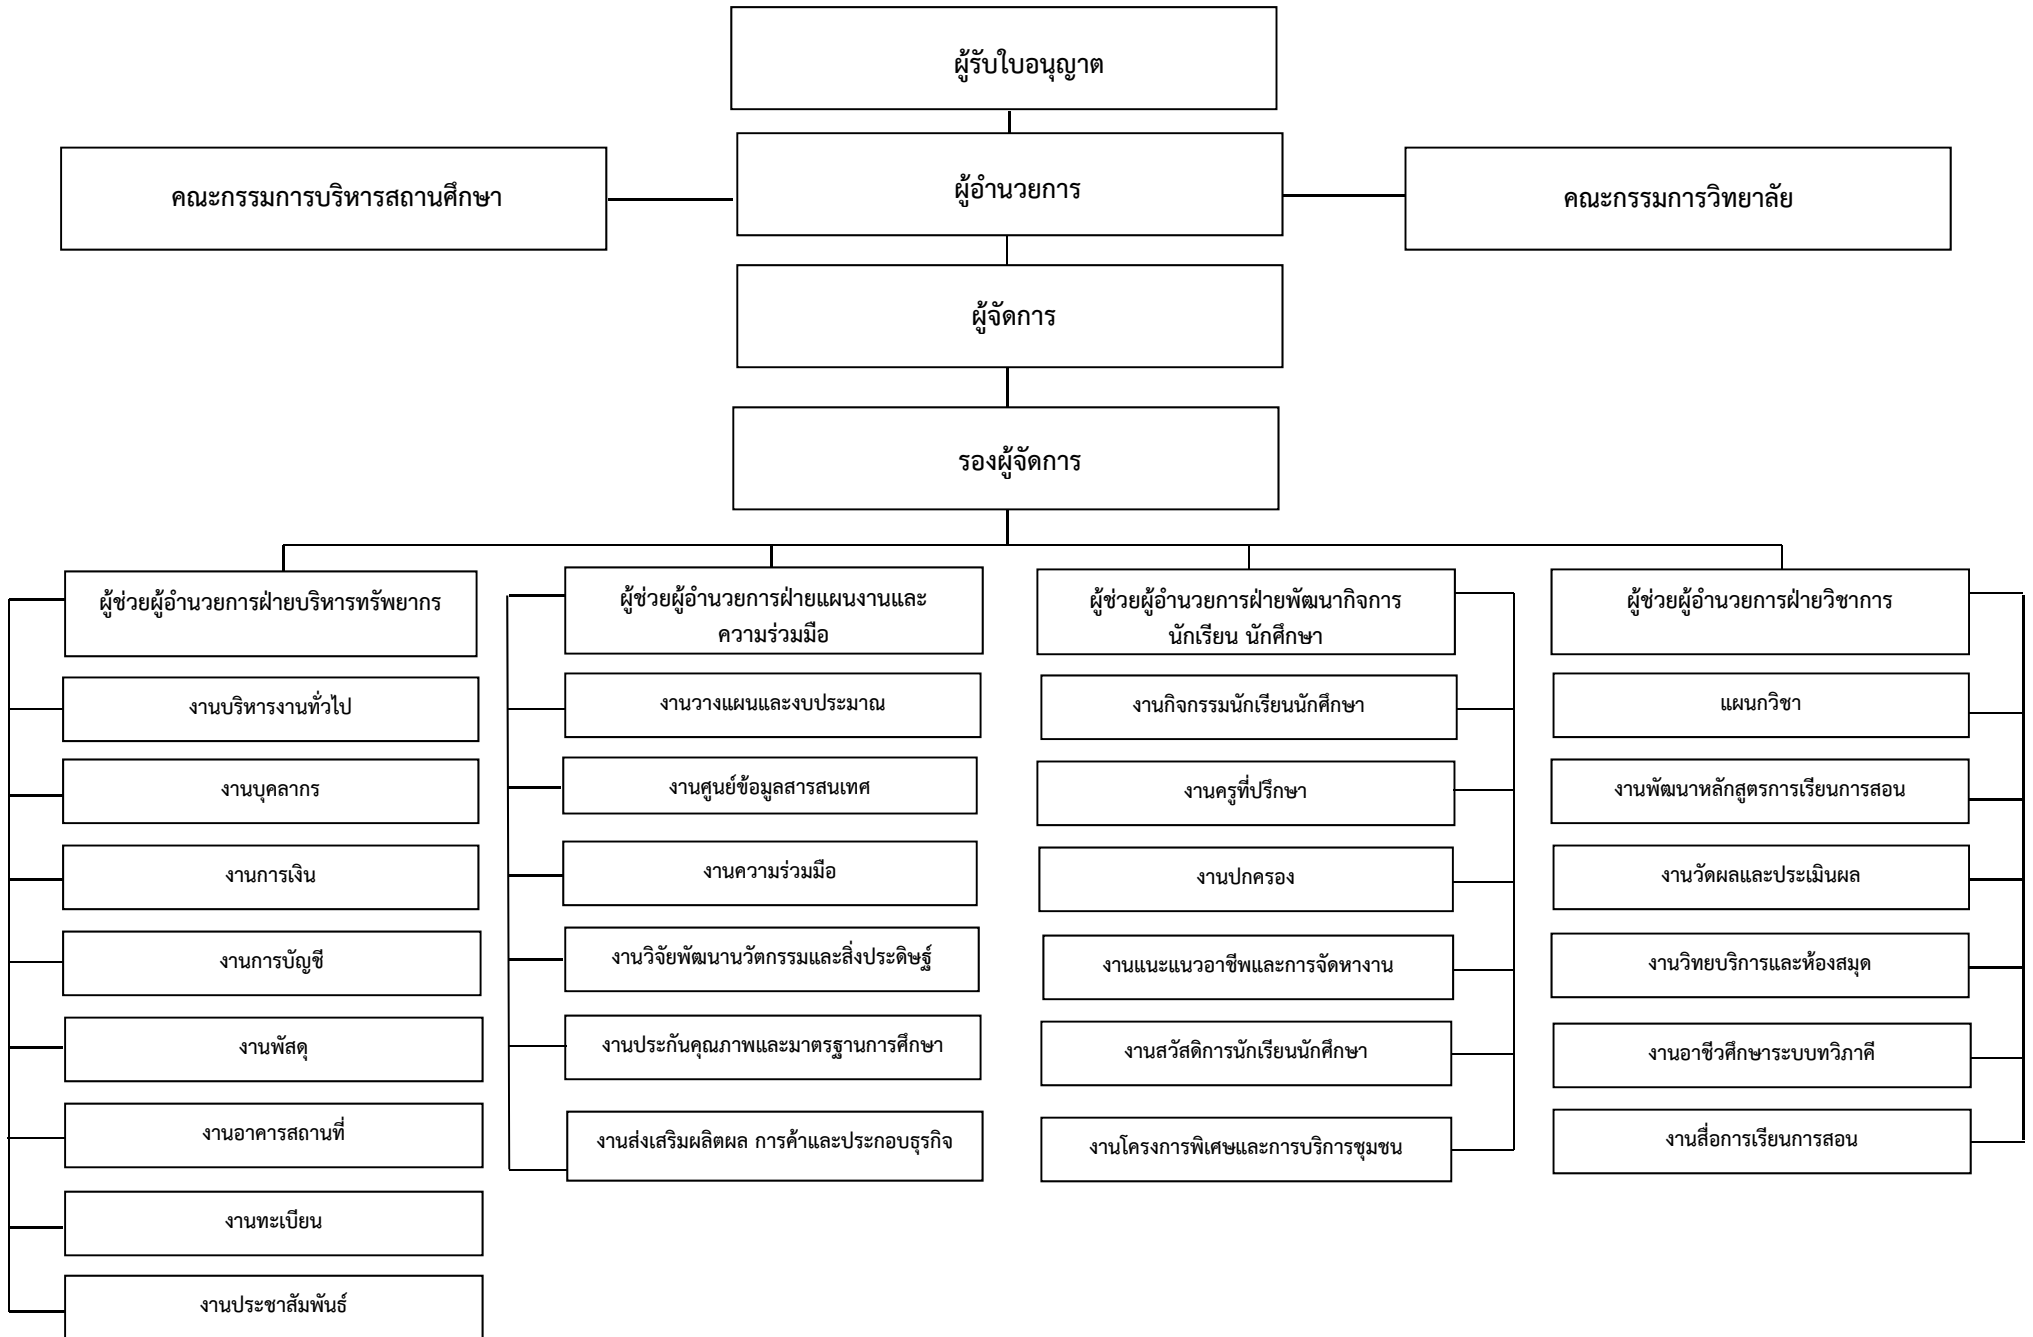 ผู้รับใบอนุญาต
คณะกรรมการบริหารสถานศึกษา
ผู้อำนวยการ
คณะกรรมการวิทยาลัย
ผู้จัดการ
รองผู้จัดการ
ผู้ช่วยผู้อำนวยการฝ่ายบริหารทรัพยากร
งานบริหารงานทั่วไป
งานบุคลากร
งานการเงิน
งานการบัญชี
งานพัสดุ
งานอาคารสถานที่
งานทะเบียน
งานประชาสัมพันธ์
ผู้ช่วยผู้อำนวยการฝ่ายแผนงานและ
ความร่วมมือ
งานวางแผนและงบประมาณ
งานศูนย์ข้อมูลสารสนเทศ
งานความร่วมมือ
งานวิจัยพัฒนานวัตกรรมและสิ่งประดิษฐ์
งานประกันคุณภาพและมาตรฐานการศึกษา
งานส่งเสริมผลิตผล การค้าและประกอบธุรกิจ
ผู้ช่วยผู้อำนวยการฝ่ายพัฒนากิจการ
นักเรียน นักศึกษา
งานกิจกรรมนักเรียนนักศึกษา
งานครูที่ปรึกษา
งานปกครอง
งานแนะแนวอาชีพและการจัดหางาน
งานสวัสดิการนักเรียนนักศึกษา
งานโครงการพิเศษและการบริการชุมชน
ผู้ช่วยผู้อำนวยการฝ่ายวิชาการ
แผนกวิชา
งานพัฒนาหลักสูตรการเรียนการสอน
งานวัดผลและประเมินผล
งานวิทยบริการและห้องสมุด
งานอาชีวศึกษาระบบทวิภาคี
งานสื่อการเรียนการสอน